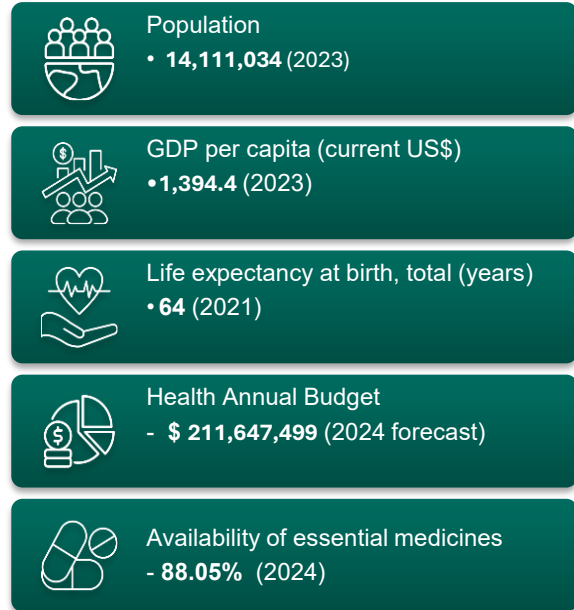 Population
• 14,111,034 (2023)
GDP per capita (current US$)
•1,394.4 (2023)
Life expectancy at birth, total (years)
• 64 (2021)
Health Annual Budget
- $ 211,647,499 (2024 forecast)
Availability of essential medicines
- 88.05% (2024)